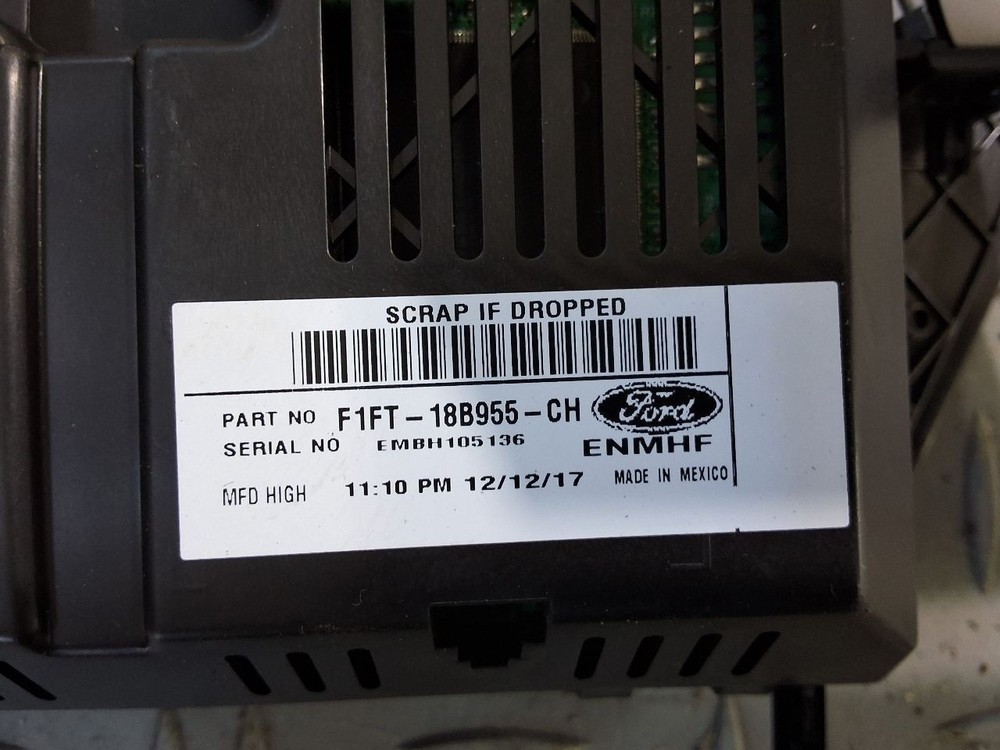 SCRAP IF DROPPED
PART NO F1FT-18B955-CH Ford
SERIAL NO EMBH105136 ENMHF
MFD HIGH 11:10 PM 12/12/17 MADE IN MEXICO